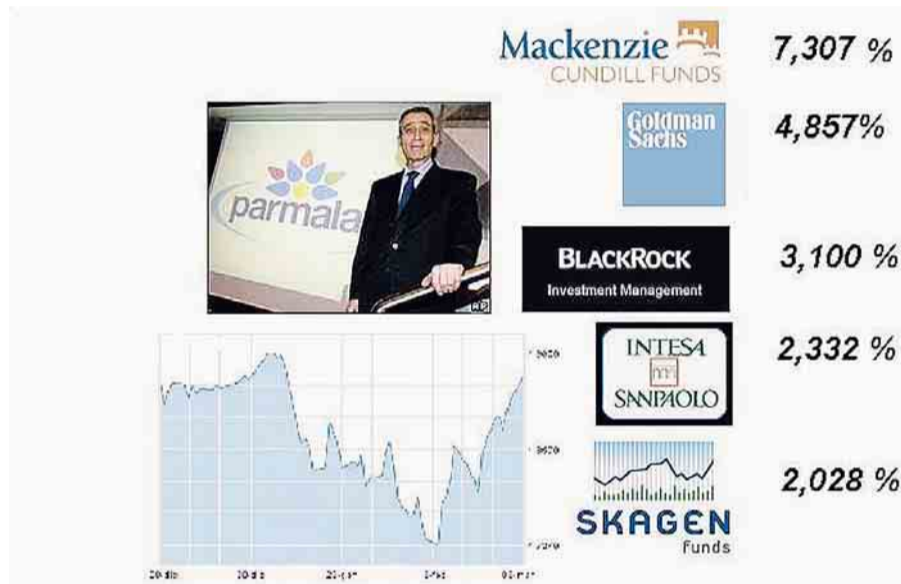 Mackenzie
CUNDILL FUNDS
7,307 %
Goldman
Sachs
4,857%
parmala
BLACKROCK
Investment Management
3,100 %
INTESA
SANPAOLO
2,332 %
SKAGEN
Funds
2,028 %